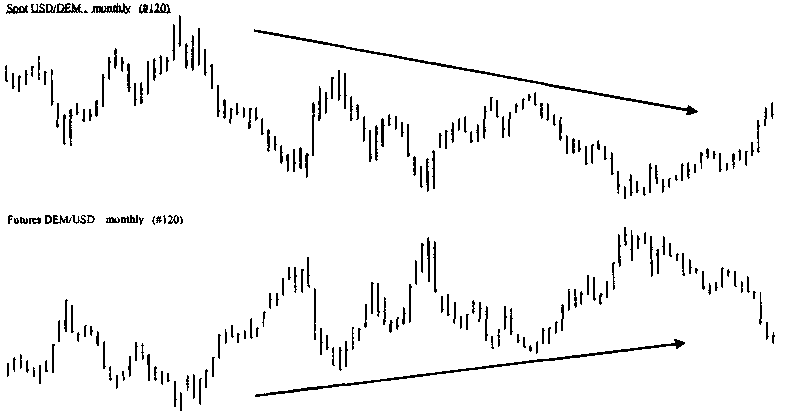 Spot USD/DEM , monthly (#120)
Futures DEM/USD monthly (#120)